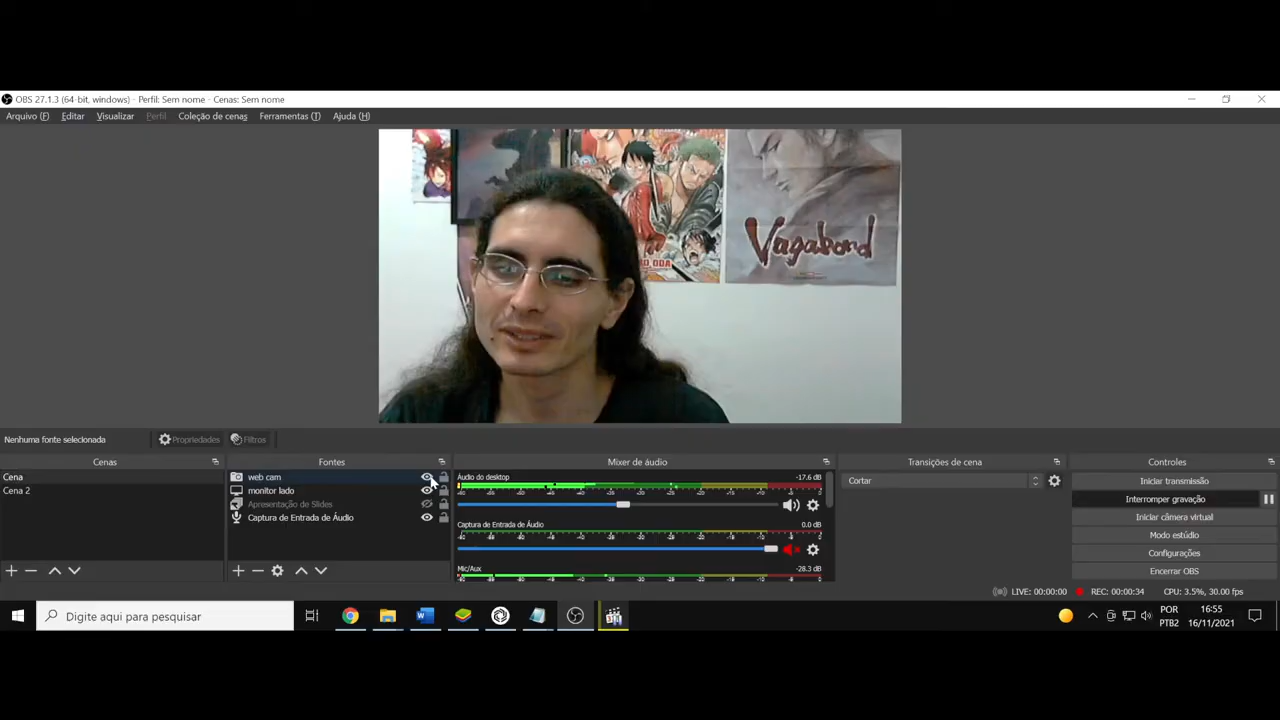 OBS 27.1.3 (64-bit, windows) - Perfil: Sem nome - Cenas: Sem nome
Arquivo (F) Editar Visualizar Perfil Coleção de cenas Ferramentas (T) Ajuda (H)
Vagabond
Nenhuma fonte selecionada Propriedades Filtros
Cenas Fontes Mixer de áudio Transições de cena Controles
Cena
Cena 2
web cam
monitor lado
Apresentação de Slides
Captura de Entrada de Áudio
Áudio do desktop -17.6 dB
Captura de Entrada de Áudio 0.0 dB
Mic/Aux -28.3 dB
Cortar
Iniciar transmissão
Interromper gravação
Iniciar câmera virtual
Modo estúdio
Configurações
Encerrar OBS
LIVE: 00:00:00 REC: 00:00:34 CPU: 3.5%, 30.00 fps
Digite aqui para pesquisar
POR 16:55
PTB2 16/11/2021